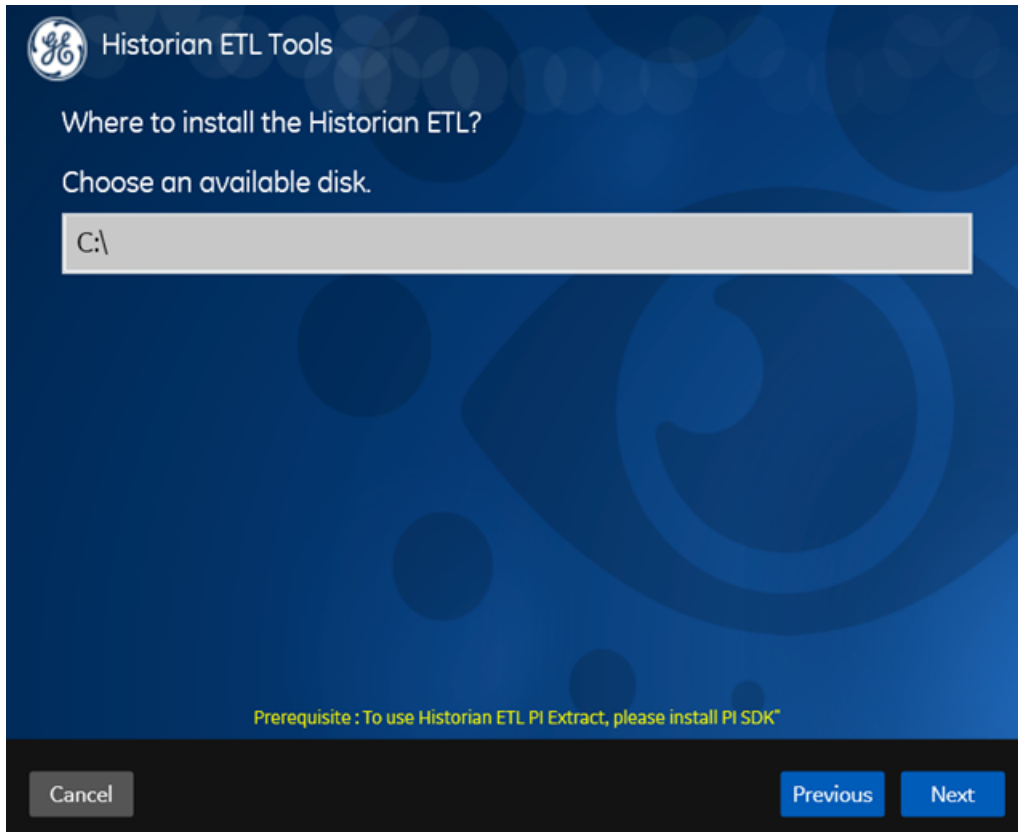 Historian ETL Tools
Where to install the Historian ETL?
Choose an available disk.
C:\
Prerequisite : To use Historian ETL PI Extract, please install PI SDK"
Cancel
Previous
Next